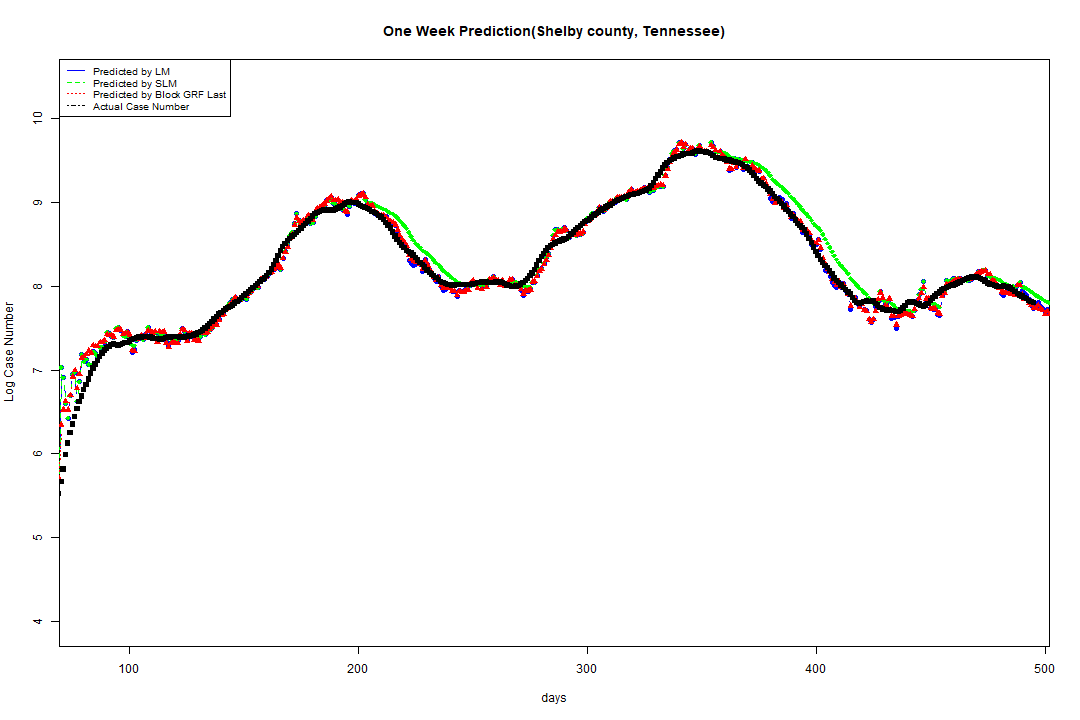 One Week Prediction(Shelby county, Tennessee)
Predicted by LM
Predicted by SLM
Predicted by Block GRF Last
Actual Case Number
10
9
8
7
6
5
4
Log Case Number
100 200 300 400 500
days